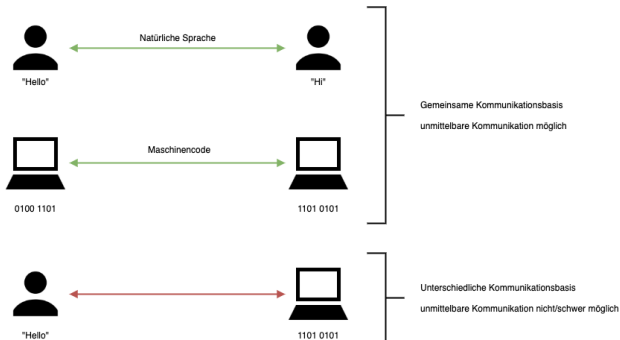 Natürliche Sprache
"Hello"
"Hi"
Gemeinsame Kommunikationsbasis
unmittelbare Kommunikation möglich
Maschinencode
0100 1101
1101 0101
Unterschiedliche Kommunikationsbasis
unmittelbare Kommunikation nicht/schwer möglich
"Hello"
1101 0101